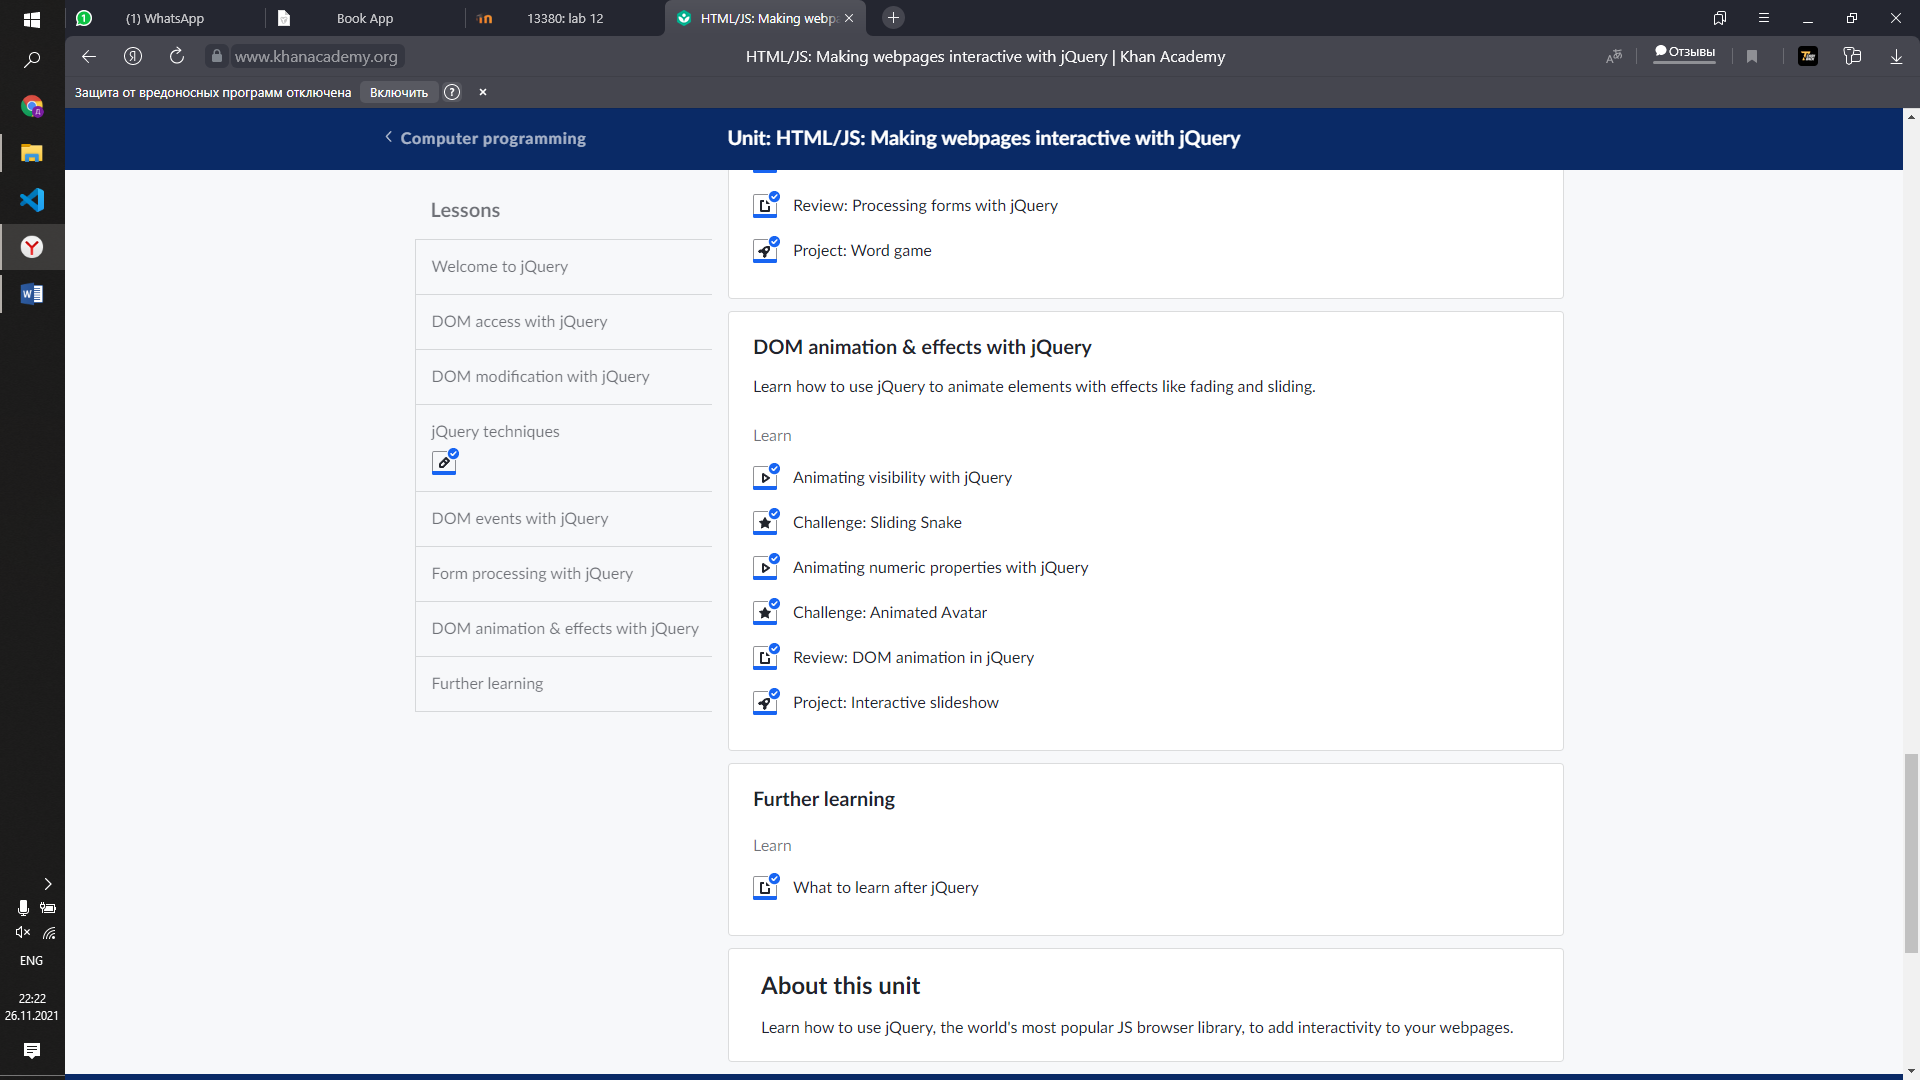 (1) WhatsApp
Book App
13380: lab 12
HTML/JS: Making webpa
www.khanacademy.org
HTML/JS: Making webpages interactive with jQuery | Khan Academy
Отзывы
Защита от вредоносных программ отключена
Включить
Computer programming
Unit: HTML/JS: Making webpages interactive with jQuery
Lessons
Welcome to jQuery
DOM access with jQuery
DOM modification with jQuery
jQuery techniques
DOM events with jQuery
Form processing with jQuery
DOM animation & effects with jQuery
Further learning
Review: Processing forms with jQuery
Project: Word game
DOM animation & effects with jQuery
Learn how to use jQuery to animate elements with effects like fading and sliding.
Learn
Animating visibility with jQuery
Challenge: Sliding Snake
Animating numeric properties with jQuery
Challenge: Animated Avatar
Review: DOM animation in jQuery
Project: Interactive slideshow
Further learning
Learn
What to learn after jQuery
About this unit
Learn how to use jQuery, the world's most popular JS browser library, to add interactivity to your webpages.
ENG
22:22
26.11.2021